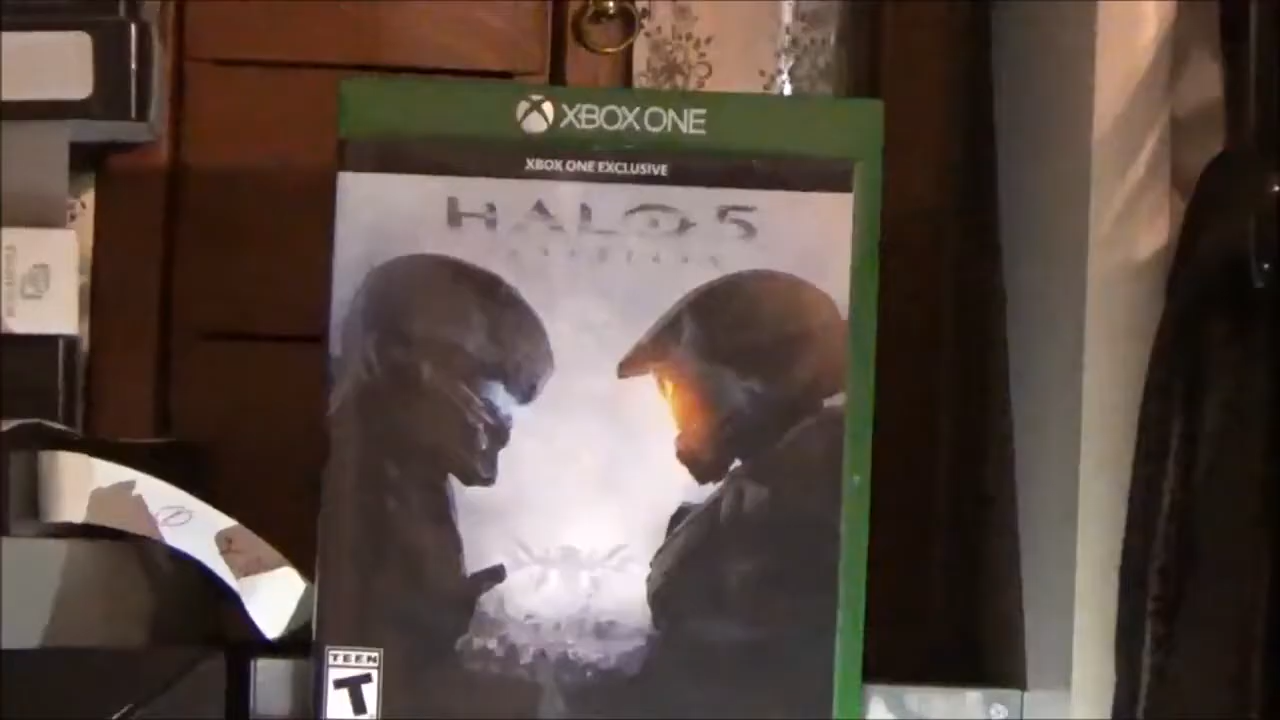 XBOX ONE
XBOX ONE EXCLUSIVE
HALO 5
TEEN
T